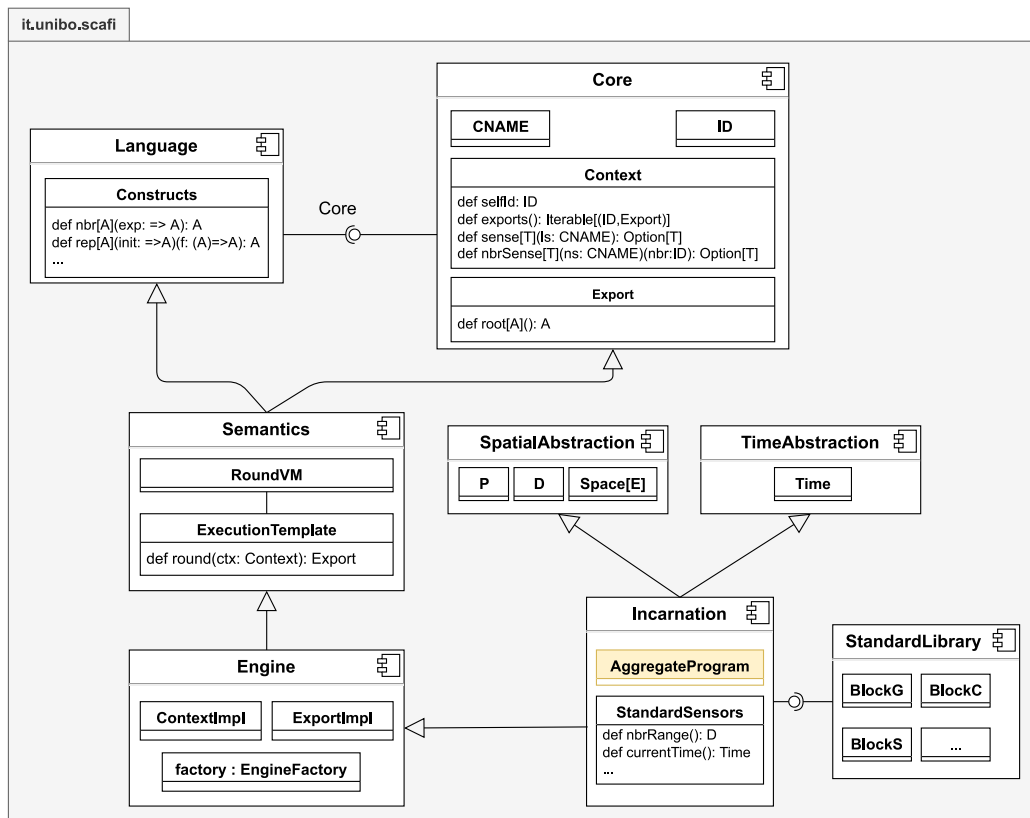 it.unibo.scafi
Core
CNAME
ID
Context
def selfId: ID
def exports(): Iterable[(ID,Export)]
def sense[T](ls: CNAME): Option[T]
def nbrSense[T](ns: CNAME)(nbr:ID): Option[T]
Export
def root[A](): A
Language
Constructs
def nbr[A](exp: => A): A
def rep[A](init: =>A)(f: (A)=>A): A
...
Core
Semantics
RoundVM
ExecutionTemplate
def round(ctx: Context): Export
SpatialAbstraction
P
D
Space[E]
TimeAbstraction
Time
Engine
ContextImpl
ExportImpl
factory : EngineFactory
Incarnation
AggregateProgram
StandardSensors
def nbrRange(): D
def currentTime(): Time
...
StandardLibrary
BlockG
BlockC
BlockS
...